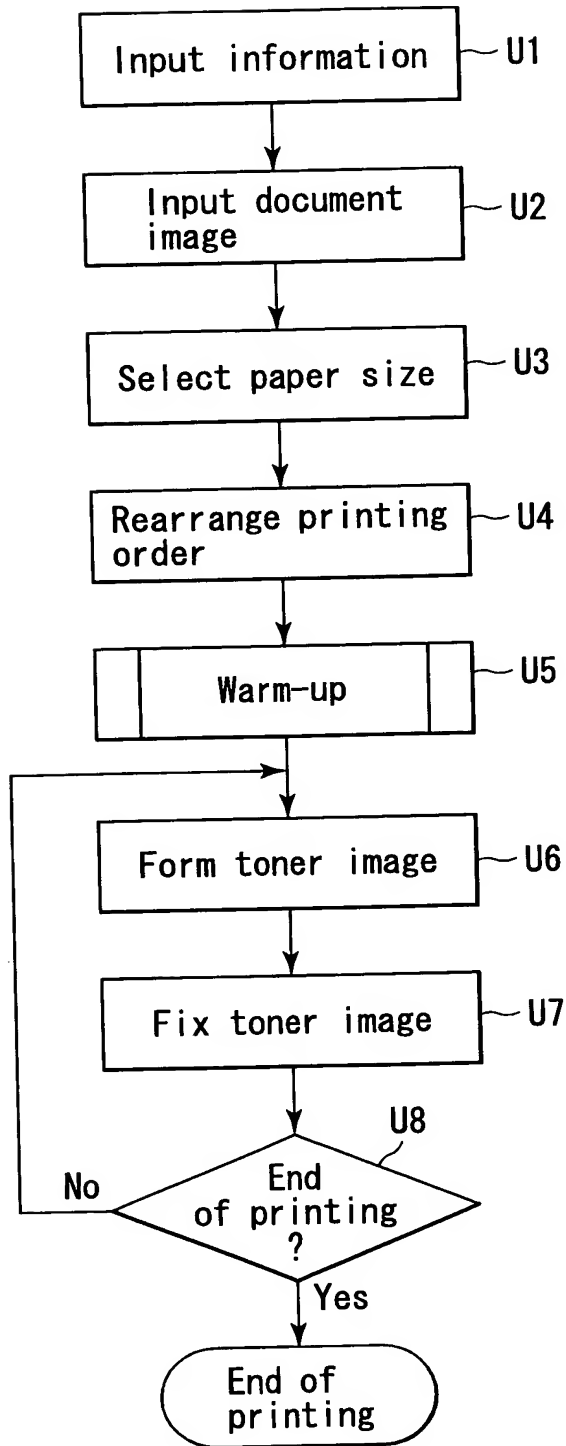 Input information
U1
Input document
image
U2
Select paper size
U3
Rearrange printing
order
U4
Warm-up
U5
Form toner image
U6
Fix toner image
U7
U8
No
End
of printing
?
Yes
End of
printing